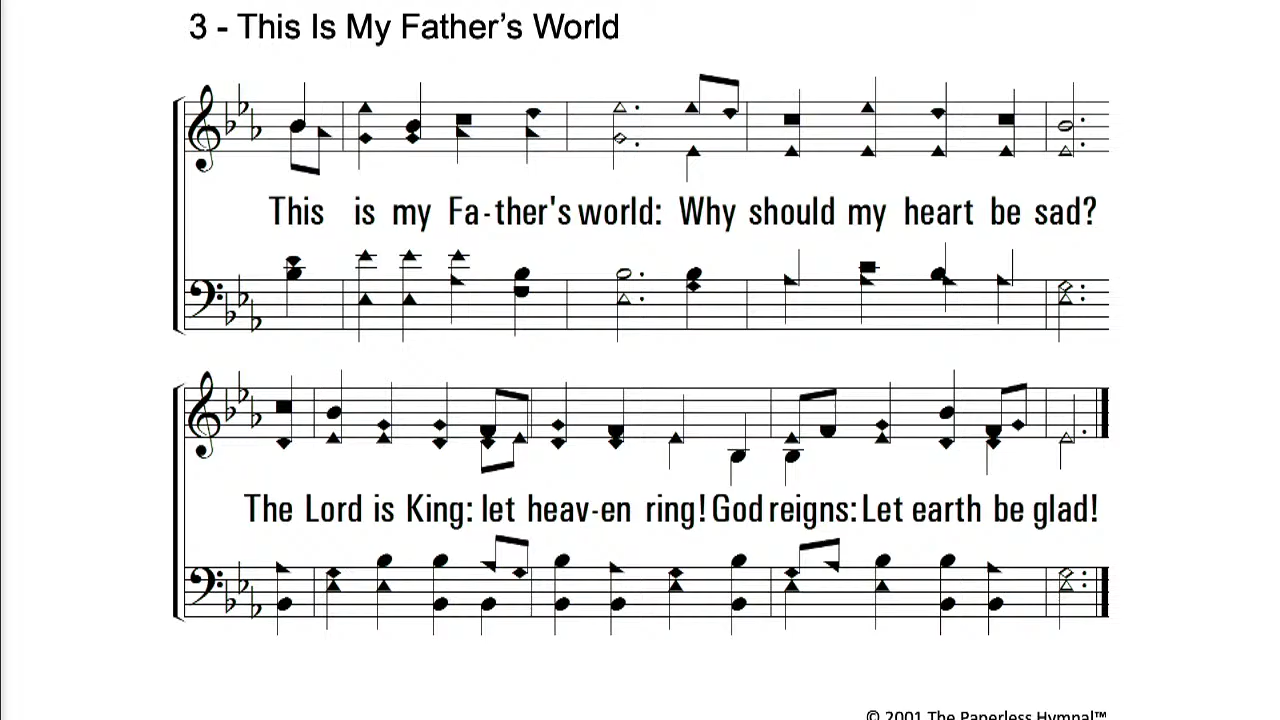 3 - This Is My Father’s World
This is my Fa-ther's world: Why should my heart be sad?
The Lord is King: let heav-en ring! God reigns: Let earth be glad!
© 2001 The Paperless Hymnal™